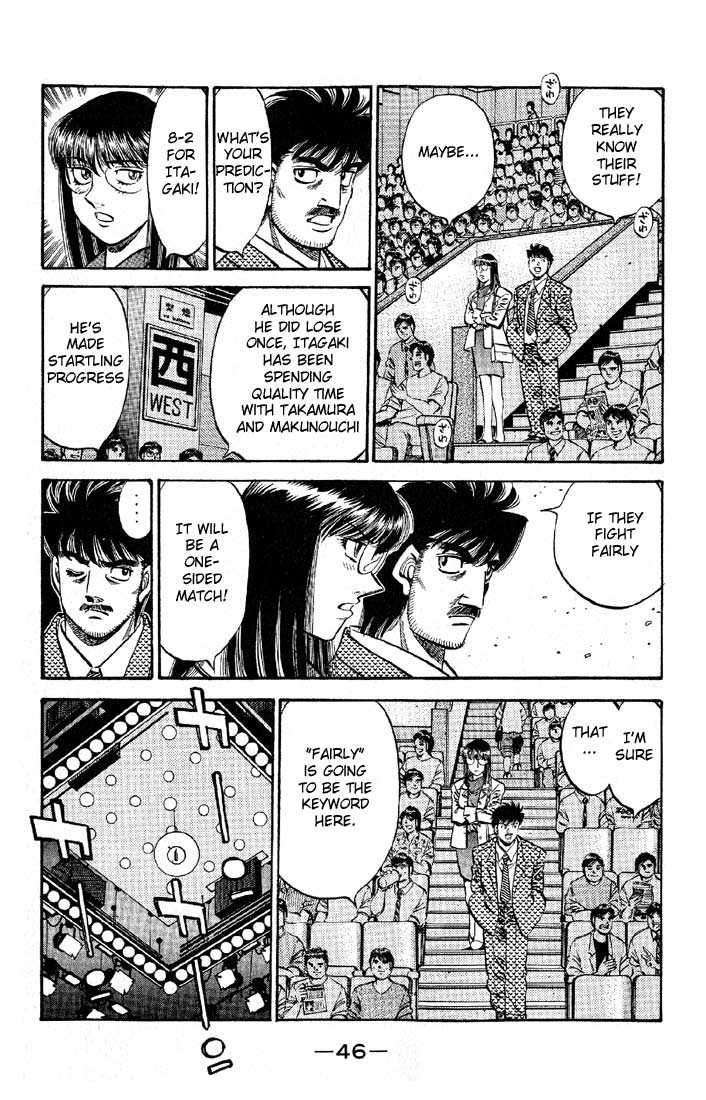 THEY
REALLY
KNOW
THEIR
STUFF!
MAYBE...
WHAT'S
YOUR
PREDIC-
TION?
8-2
FOR
ITA-
GAKI!
ALTHOUGH
HE DID LOSE
ONCE, ITAGAKI
HAS BEEN
SPENDING
QUALITY TIME
WITH TAKAMURA
AND MAKUNOUCHI
西
WEST
HE'S
MADE
STARTLING
PROGRESS
IF THEY
FIGHT
FAIRLY
IT WILL
BE A
ONE-
SIDED
MATCH!
...
I'M
SURE
THAT
...
"FAIRLY"
IS GOING
TO BE THE
KEYWORD
HERE.
—46—